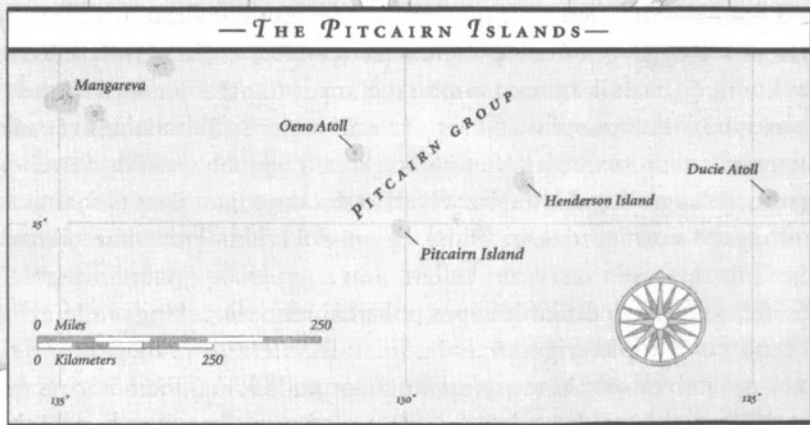 — THE PITCAIRN ISLANDS —
Mangareva
Oeno Atoll
PITCAIRN GROUP
Ducie Atoll
Henderson Island
25°
Pitcairn Island
0 Miles 250
0 Kilometers 250
135° 130° 125°